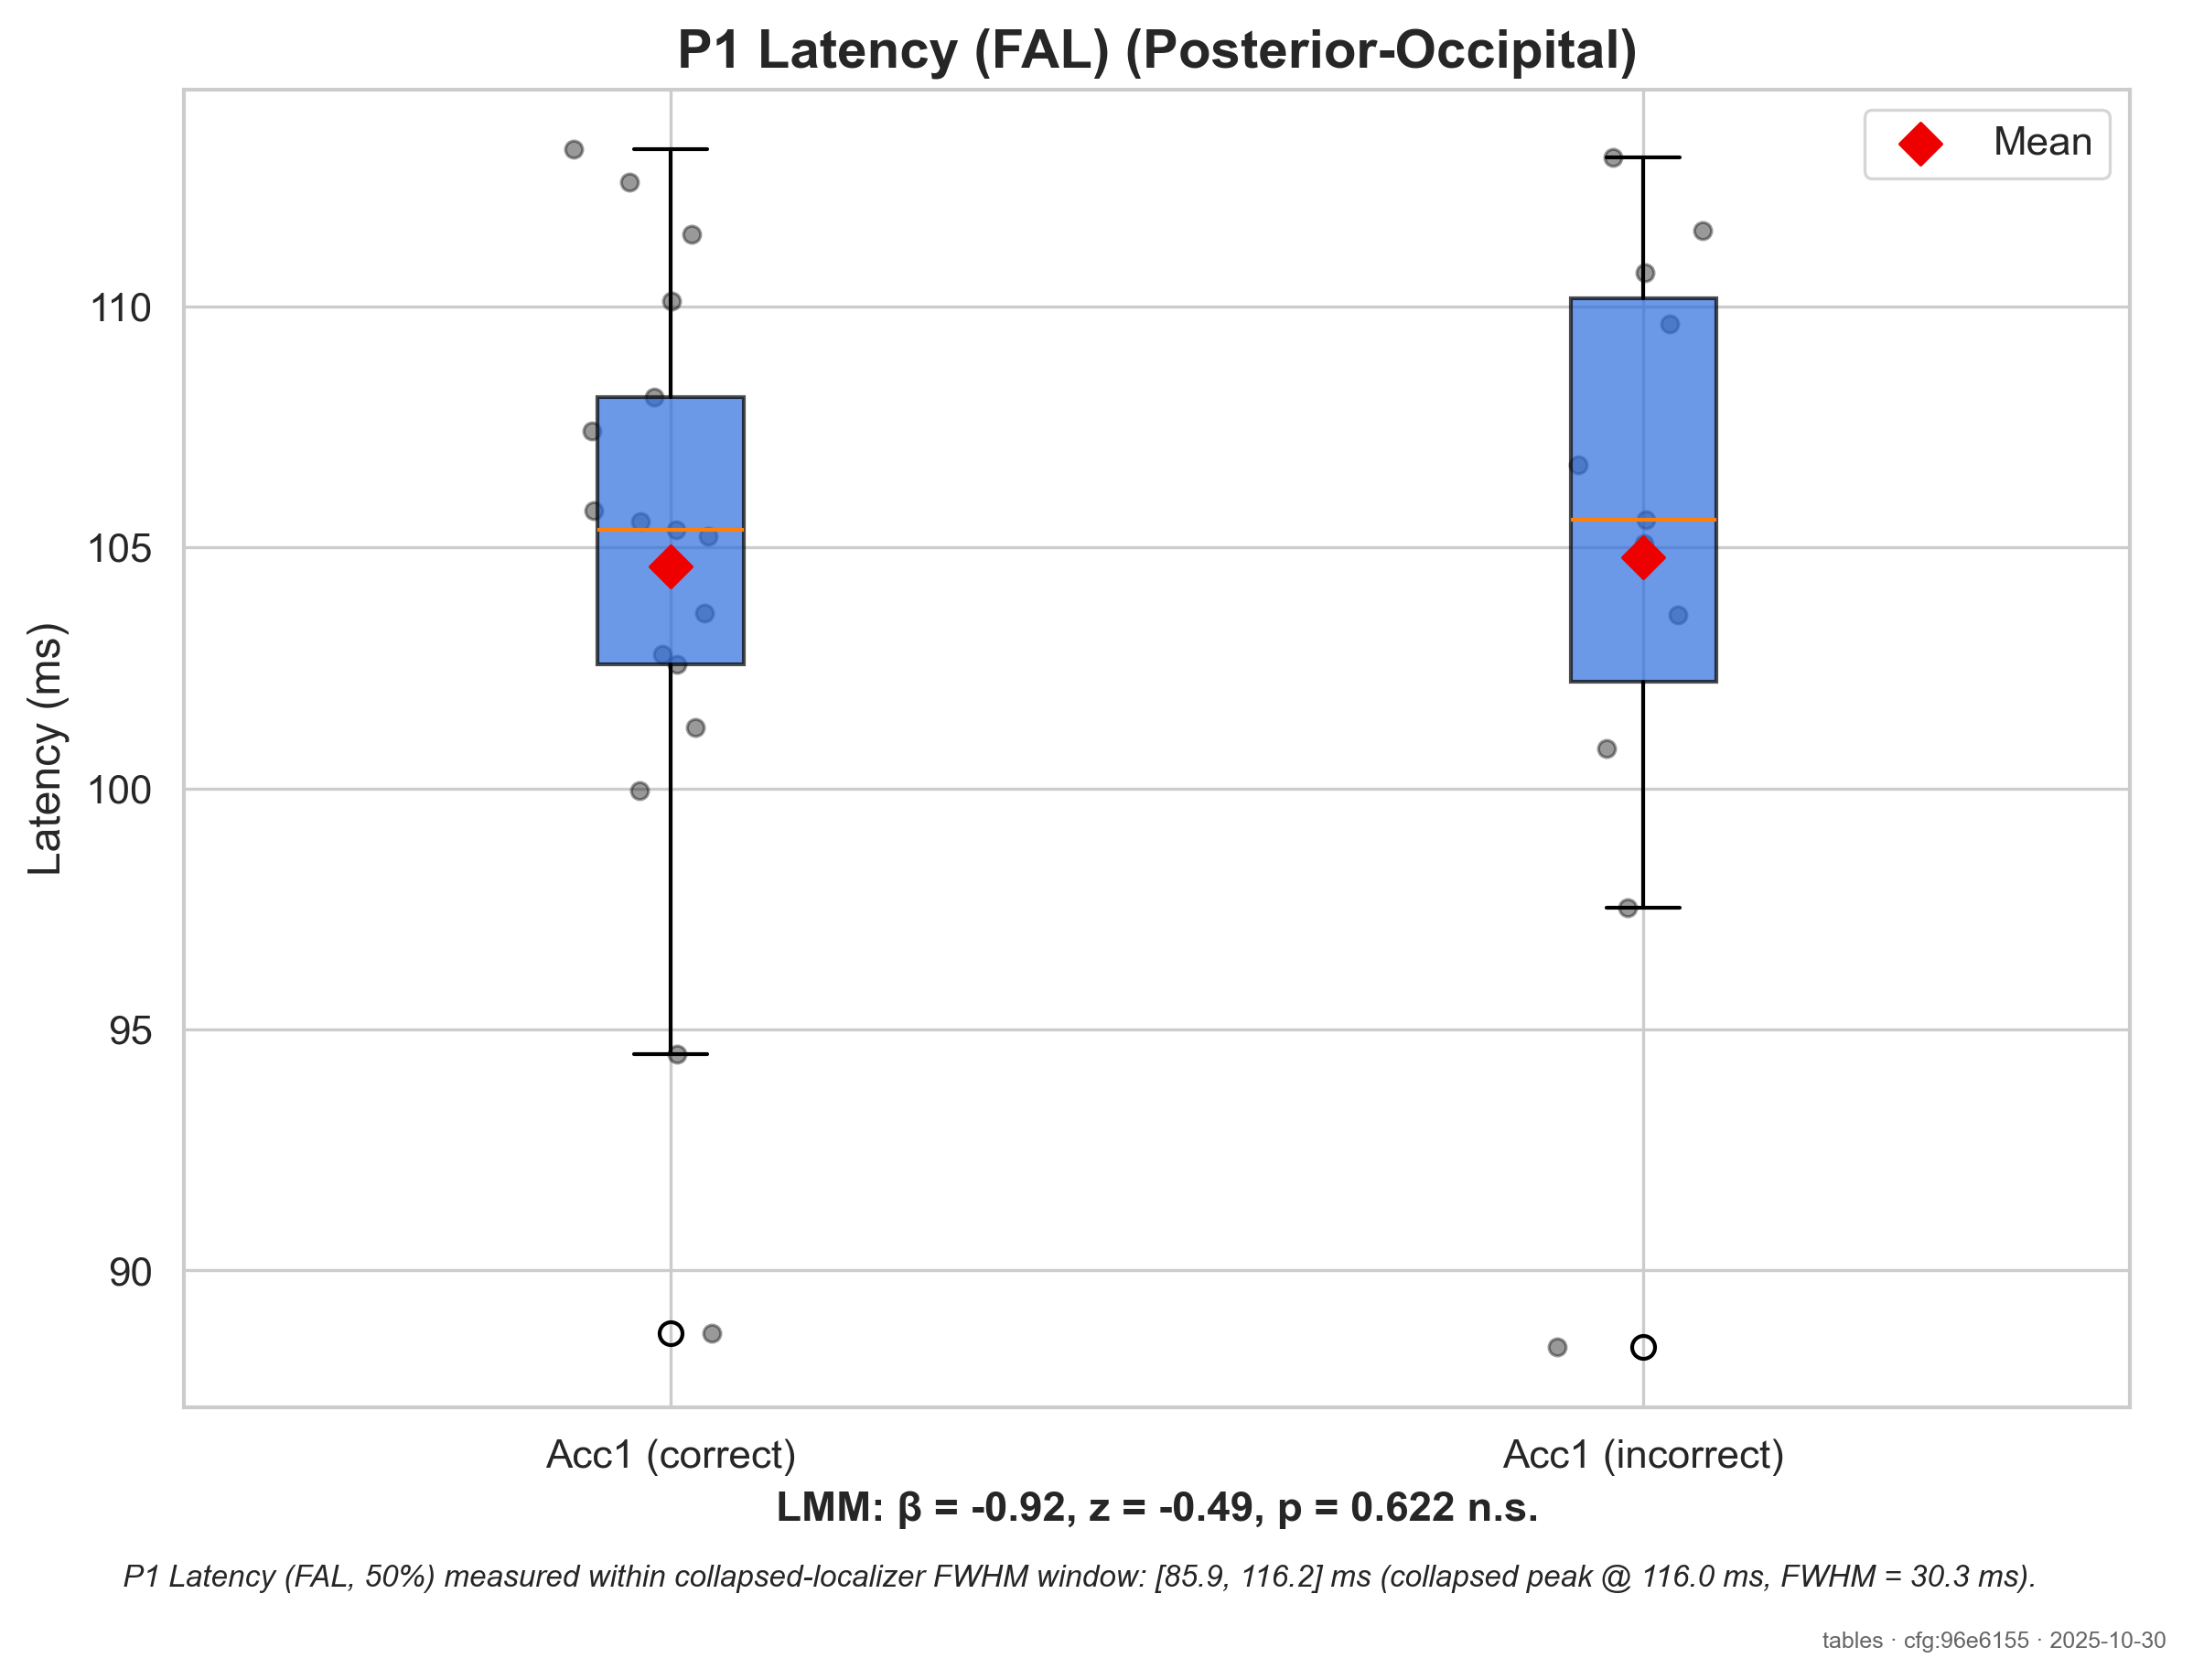 P1 Latency (FAL) (Posterior-Occipital)
Mean
110
105
100
95
90
Latency (ms)
Acc1 (correct)
Acc1 (incorrect)
LMM: β = -0.92, z = -0.49, p = 0.622 n.s.
P1 Latency (FAL, 50%) measured within collapsed-localizer FWHM window: [85.9, 116.2] ms (collapsed peak @ 116.0 ms, FWHM = 30.3 ms).
tables · cfg:96e6155 · 2025-10-30